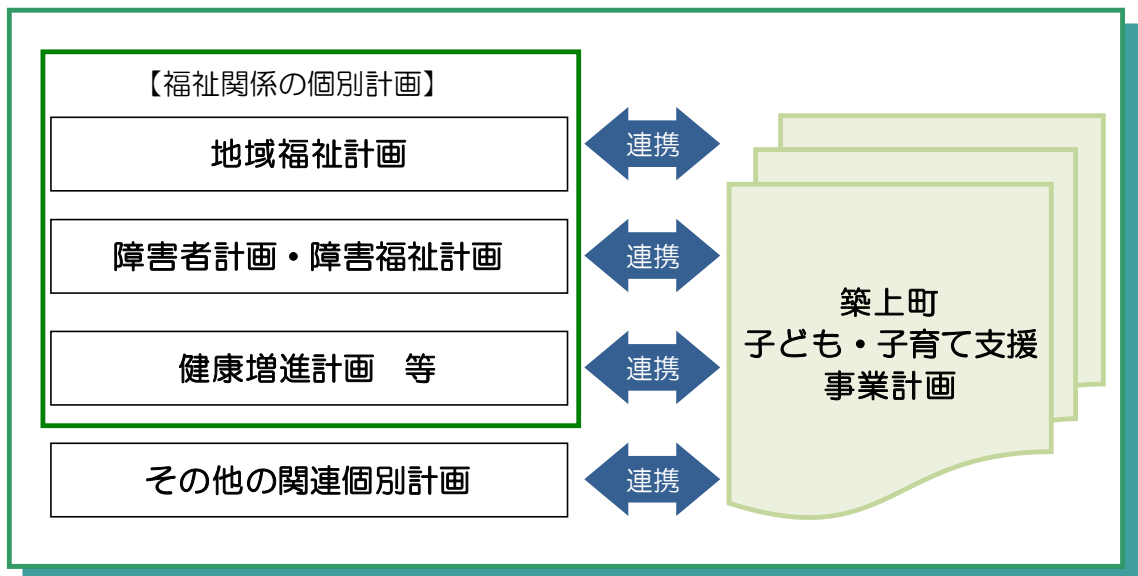 【福祉関係の個別計画】
地域福祉計画
連携
障害者計画・障害福祉計画
連携
健康増進計画　等
連携
その他の関連個別計画
連携
築上町
子ども・子育て支援
事業計画